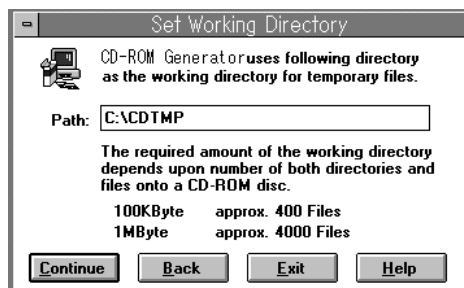 Set Working Directory
CD-ROM Generator uses following directory
as the working directory for temporary files.
Path: C:\CDTMP
The required amount of the working directory
depends upon number of both directories and
files onto a CD-ROM disc.
100KByte approx. 400 Files
1MByte approx. 4000 Files
Continue Back Exit Help